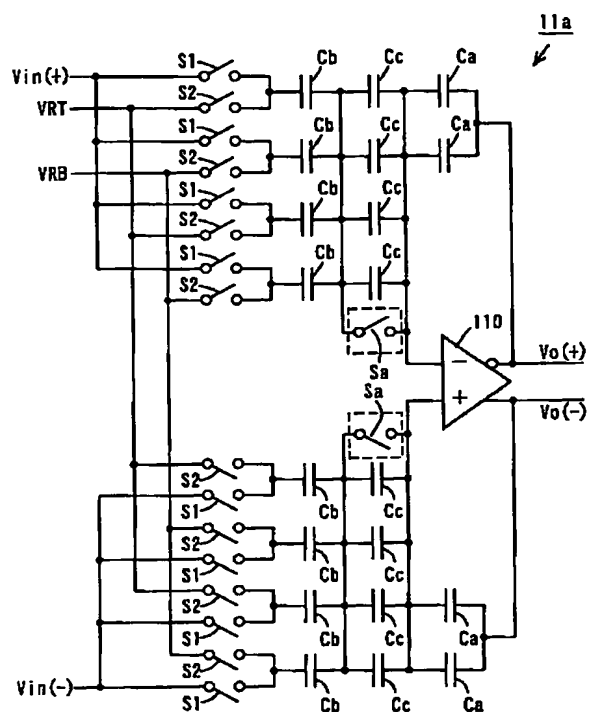 11a
S1 Cb Cc Ca
Vin(+)
S2
VRT
S1 Cb Cc Ca
VRB S2
S1 Cb Cc
S2
S1 Cb Cc
S2
Sa 110
Vo(+)
Sa
Vo(-)
S2
S1 Cb Cc
S2
S1 Cb Cc
S2
S1 Cb Cc Ca
S2
Vin(-)
S1 Cb Cc Ca
− +